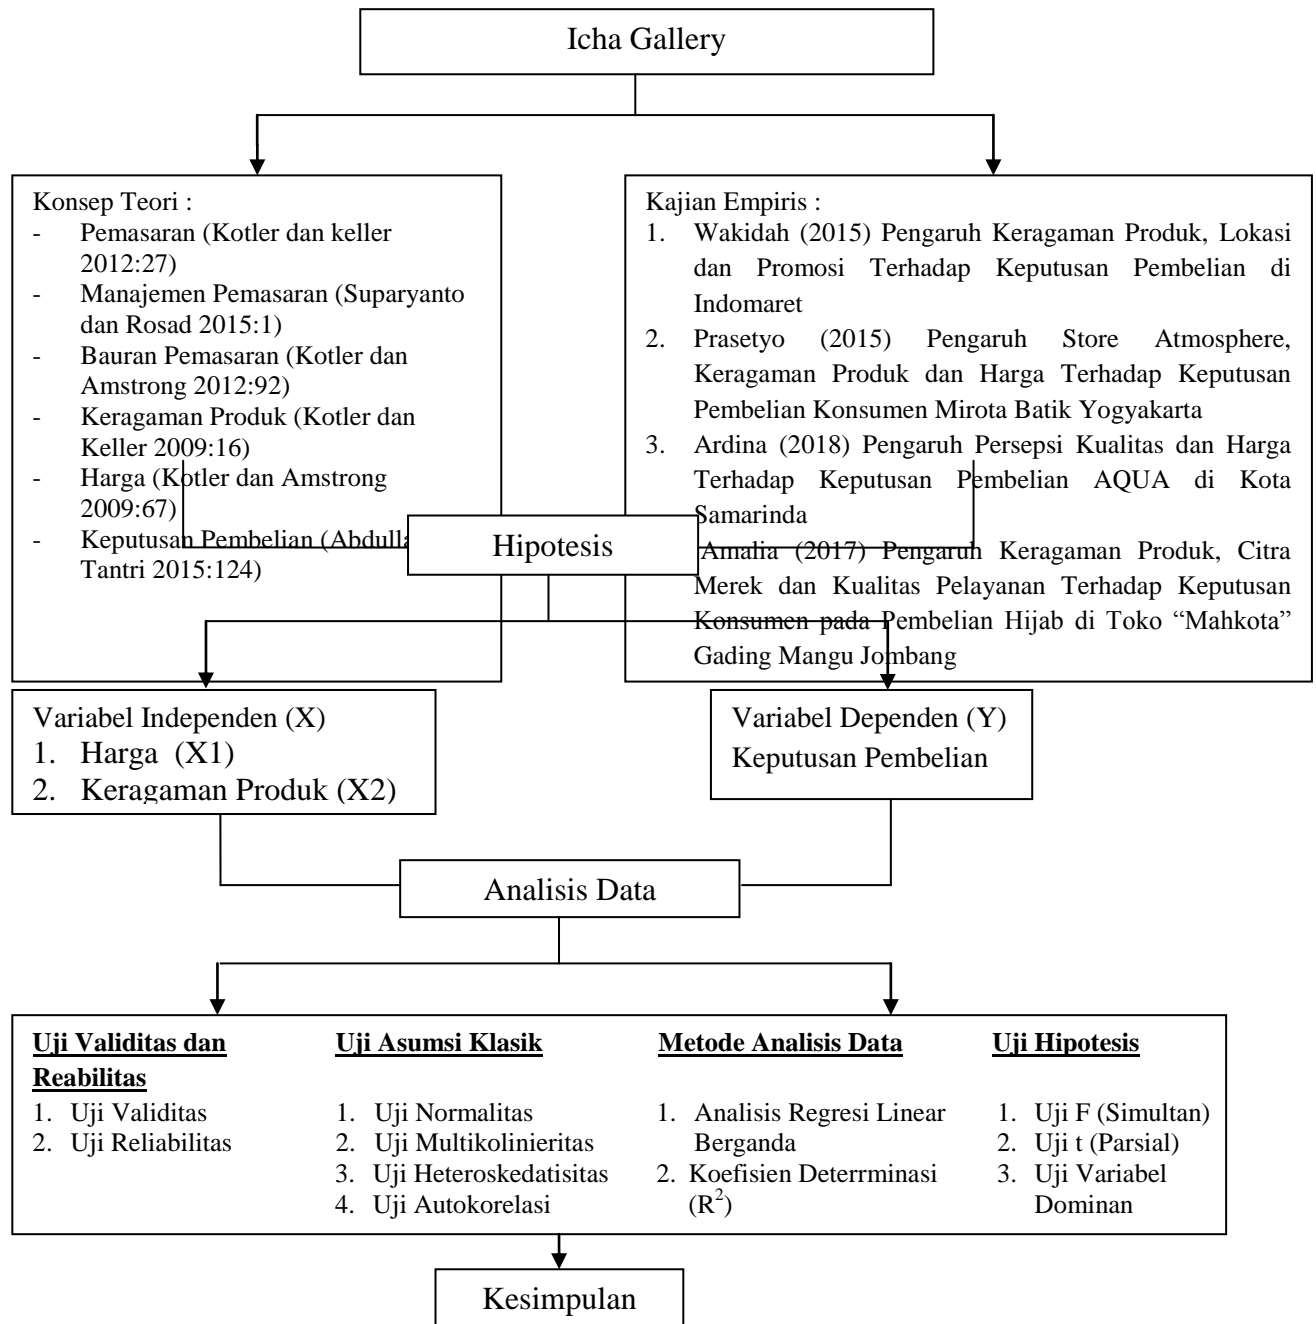 Icha Gallery
Konsep Teori :
- Pemasaran (Kotler dan keller
2012:27)
- Manajemen Pemasaran (Suparyanto
dan Rosad 2015:1)
- Bauran Pemasaran (Kotler dan
Amstrong 2012:92)
- Keragaman Produk (Kotler dan
Keller 2009:16)
- Harga (Kotler dan Amstrong
2009:67)
- Keputusan Pembelian
Tantri 2015:124)
Kajian Empiris :
1. Wakidah (2015) Pengaruh Keragaman Produk, Lokasi
dan Promosi Terhadap Keputusan Pembelian di
Indomaret
2. Prasetyo (2015) Pengaruh Store Atmosphere,
Keragaman Produk dan Harga Terhadap Keputusan
Pembelian Konsumen Mirota Batik Yogyakarta
3. Ardina (2018) Pengaruh Persepsi Kualitas dan Harga
Terhadap Keputusan Pembelian AQUA di Kota
Samarinda
Amalia (2017) Pengaruh Keragaman Produk, Citra
Merek dan Kualitas Pelayanan Terhadap Keputusan
Konsumen pada Pembelian Hijab di Toko “Mahkota”
Gading Mangu Jombang
Hipotesis
Variabel Independen (X)
1. Harga (X1)
2. Keragaman Produk (X2)
Variabel Dependen (Y)
Keputusan Pembelian
Analisis Data
Uji Validitas dan
Reabilitas
1. Uji Validitas
2. Uji Reliabilitas
Uji Asumsi Klasik
1. Uji Normalitas
2. Uji Multikolinieritas
3. Uji Heteroskedatisitas
4. Uji Autokorelasi
Metode Analisis Data
1. Analisis Regresi Linear
Berganda
2. Koefisien Deterrminasi
(R²)
Uji Hipotesis
1. Uji F (Simultan)
2. Uji t (Parsial)
3. Uji Variabel
Dominan
Kesimpulan